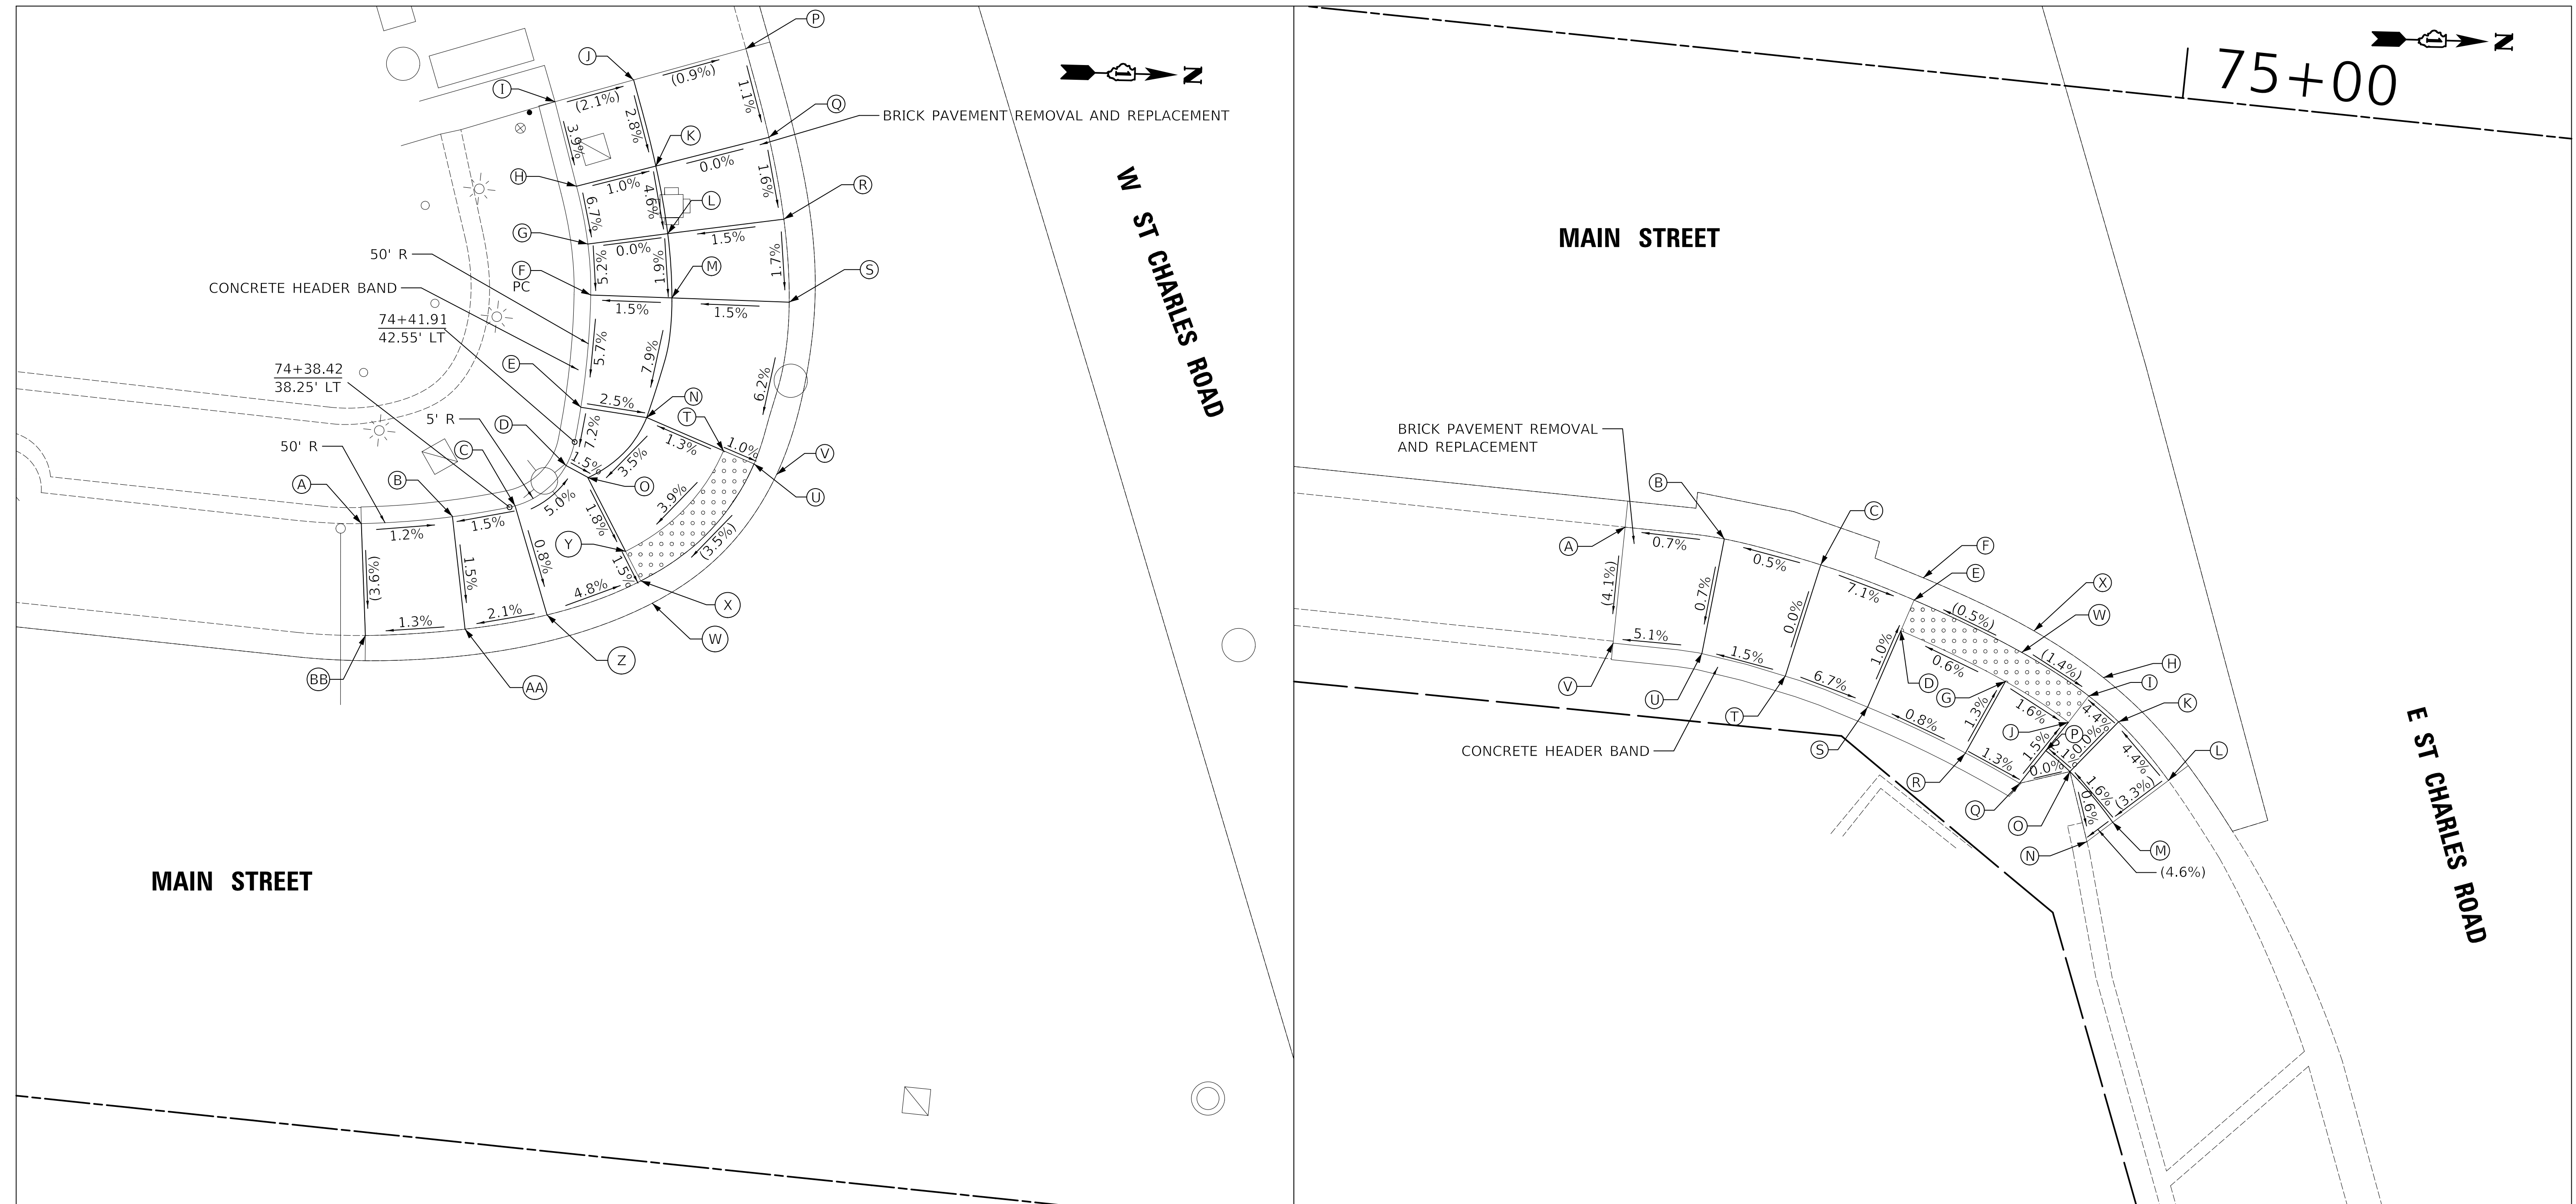 P
J
(0.9%)
I
(2.1%)
1.1%
N
Q
BRICK PAVEMENT REMOVAL AND REPLACEMENT
2.8%
K
3.9%
0.0%
H
1.0%
1.6%
R
4.6%
L
6.7%
G
1.5%
0.0%
50' R
W ST CHARLES ROAD
F
PC
5.2%
1.9%
M
1.7%
S
CONCRETE HEADER BAND
1.5%
1.5%
74+41.91
42.55' LT
5.7%
7.9%
E
74+38.42
38.25' LT
6.2%
2.5%
N
T
5' R
D
7.2%
1.3%
1.0%
50' R
C
V
1.5%
3.5%
A
B
O
U
5.0%
3.9%
1.2%
1.5%
1.8%
Y
(3.5%)
0.8%
1.5%
(3.6%)
1.5%
4.8%
X
2.1%
1.3%
W
Z
BB
AA
MAIN STREET
75+00
N
MAIN STREET
BRICK PAVEMENT REMOVAL
AND REPLACEMENT
B
C
A
0.7%
F
0.5%
E
X
(4.1%)
0.7%
7.1%
0.0%
(0.5%)
W
5.1%
1.5%
1.0%
0.6%
(1.4%)
H
V
U
6.7%
D
I
G
T
0.8%
1.3%
1.6%
4.4%
K
J
P
CONCRETE HEADER BAND
S
1.5%
0.0%
4.4%
L
R
1.3%
0.0%
1.6%
(3.3%)
Q
0.6%
O
N
M
(4.6%)
E ST CHARLES ROAD